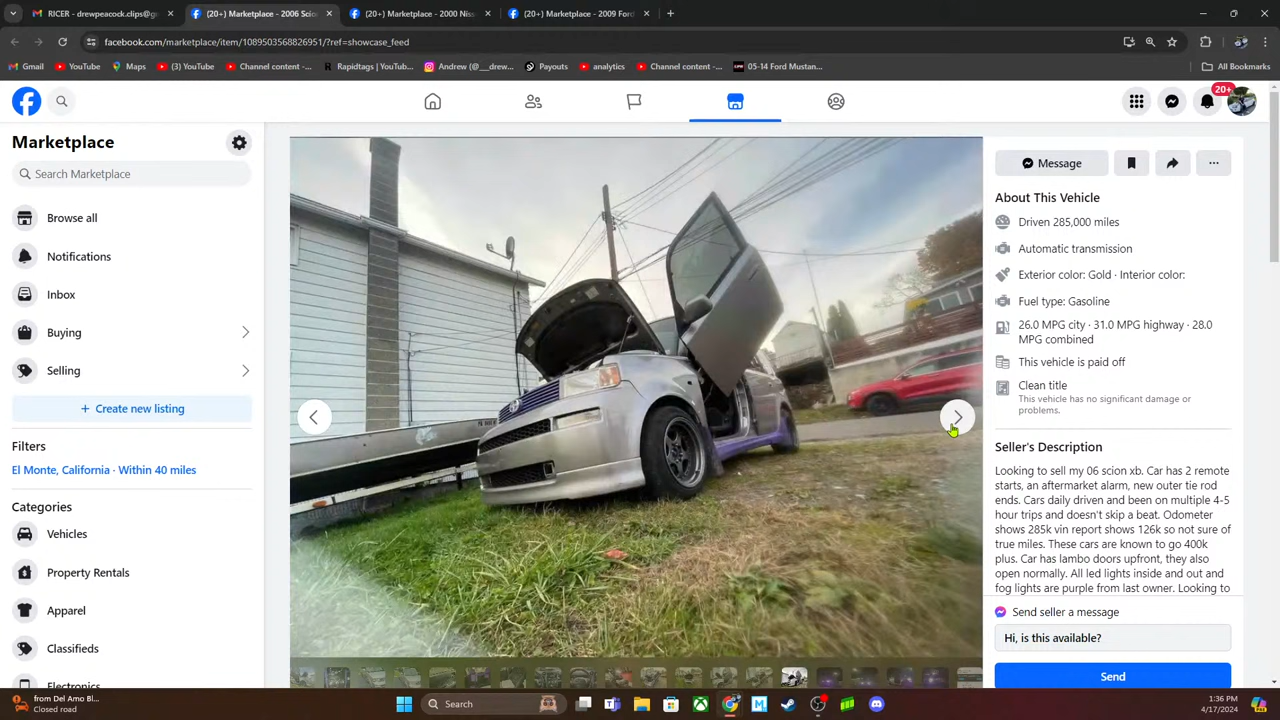 RICER - drewpeacock.clips@g
(20+) Marketplace - 2006 Scio
(20+) Marketplace - 2000 Niss
(20+) Marketplace - 2009 Ford
facebook.com/marketplace/item/1089503568826951/?ref=showcase_feed
Gmail
YouTube
Maps
(3) YouTube
Channel content -...
Rapidtags | YouT...
Andrew (@___drew...
Payouts
analytics
Channel content -...
05-14 Ford Mustan...
All Bookmarks
20+
Marketplace
Search Marketplace
Browse all
Notifications
Inbox
Buying
Selling
+ Create new listing
Filters
El Monte, California · Within 40 miles
Categories
Vehicles
Property Rentals
Apparel
Classifieds
Electronics
Message
About This Vehicle
Driven 285,000 miles
Automatic transmission
Exterior color: Gold · Interior color:
Fuel type: Gasoline
26.0 MPG city · 31.0 MPG highway · 28.0
MPG combined
This vehicle is paid off
Clean title
This vehicle has no significant damage or
problems.
Seller's Description
Looking to sell my 06 scion xb. Car has 2 remote
starts, an aftermarket alarm, new outer tie rod
ends. Cars daily driven and been on multiple 4-5
hour trips and doesn't skip a beat. Odometer
shows 285k vin report shows 126k so not sure of
true miles. These cars are known to go 400k
plus. Car has lambo doors upfront, they also
open normally. All led lights inside and out and
fog lights are purple from last owner. Looking to
Send seller a message
Hi, is this available?
Send
from Del Amo Bl...
Closed road
Search
1:36 PM
4/17/2024